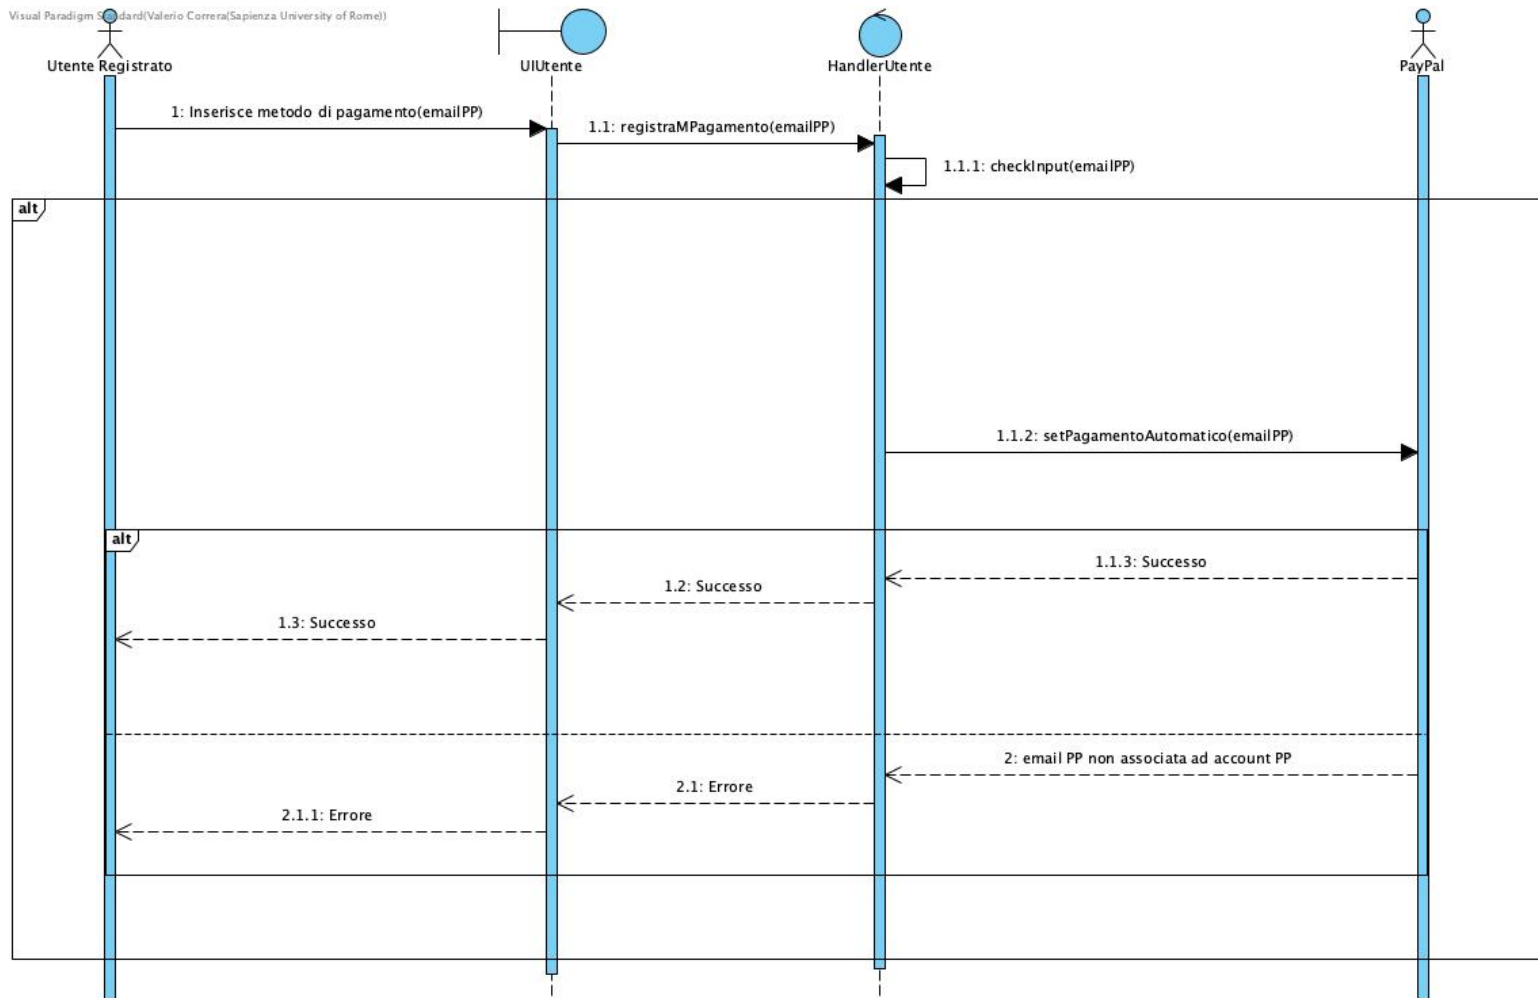 Visual Paradigm Standard(Valerio Correra(Sapienza University of Rome))
Utente Registrato
UIUtente
HandlerUtente
PayPal
1: Inserisce metodo di pagamento(emailPP)
1.1: registraMPagamento(emailPP)
1.1.1: checkInput(emailPP)
alt
1.1.2: setPagamentoAutomatico(emailPP)
alt
1.1.3: Successo
1.2: Successo
1.3: Successo
2: email PP non associata ad account PP
2.1: Errore
2.1.1: Errore